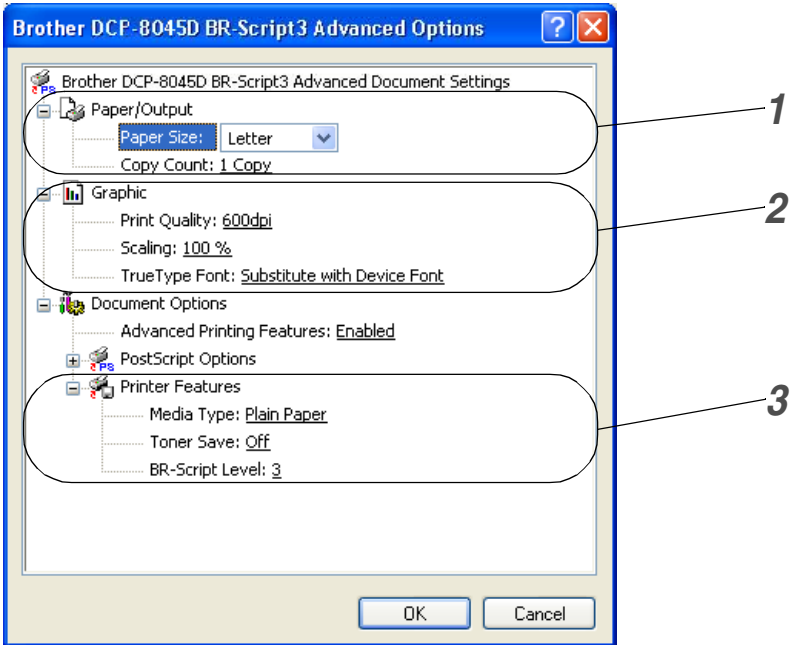 Brother DCP-8045D BR-Script3 Advanced Options
Brother DCP-8045D BR-Script3 Advanced Document Settings
Paper/Output
Paper Size: Letter
Copy Count: 1 Copy
1
Graphic
Print Quality: 600dpi
Scaling: 100 %
TrueType Font: Substitute with Device Font
2
Document Options
Advanced Printing Features: Enabled
PS PostScript Options
Printer Features
Media Type: Plain Paper
Toner Save: Off
BR-Script Level: 3
3
OK
Cancel